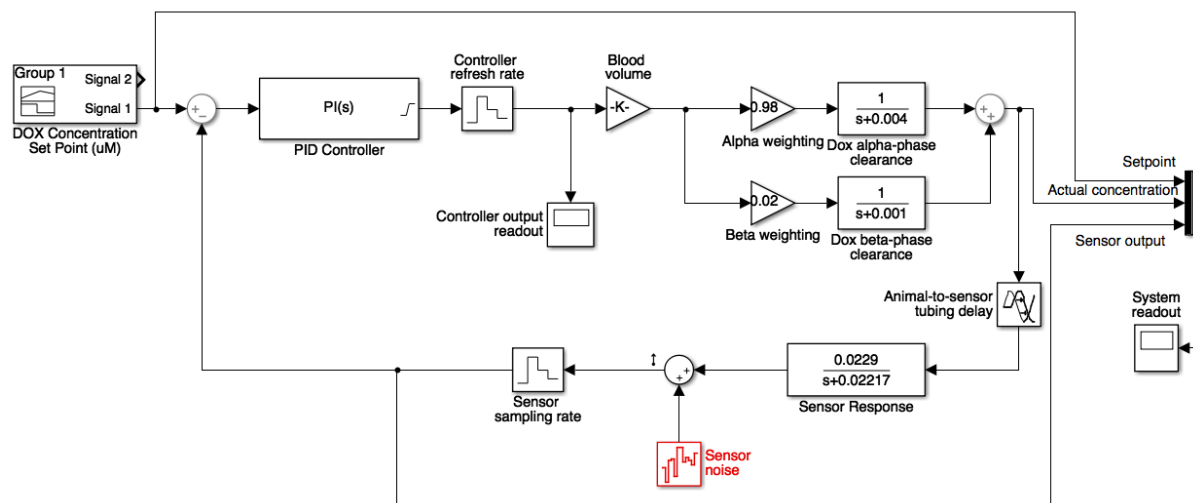 Group 1
Signal 2
Signal 1
DOX Concentration
Set Point (uM)
+
−
PI(s)
PID Controller
Controller
refresh rate
Blood
volume
-K-
0.98
Alpha weighting
1
s+0.004
Dox alpha-phase
clearance
+
+
Controller output
readout
0.02
Beta weighting
1
s+0.001
Dox beta-phase
clearance
Setpoint
Actual concentration
Sensor output
Animal-to-sensor
tubing delay
System
readout
Sensor
sampling rate
+
+
0.0229
s+0.02217
Sensor Response
Sensor
noise